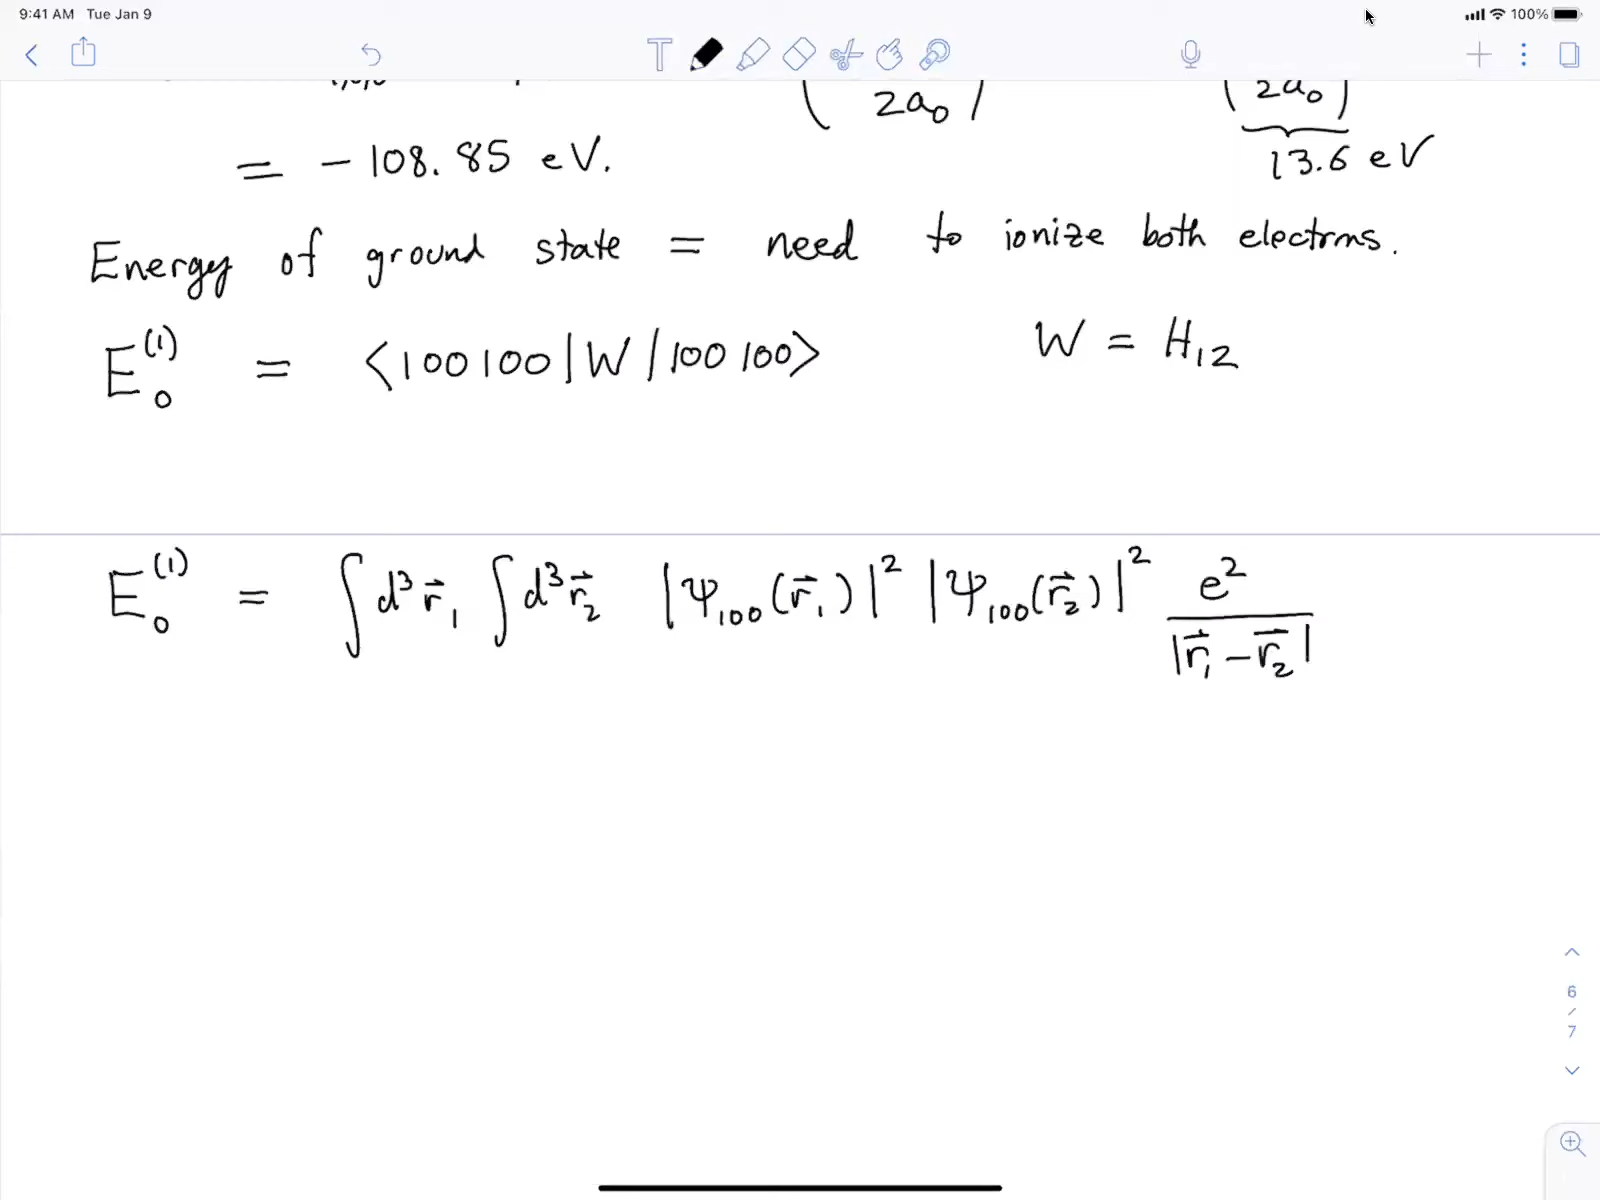 9:41 AM Tue Jan 9
100%
T
2a₀
2a₀
= − 108.85 eV.
13.6 eV
Energy of ground state = need to ionize both electrons.
E₀⁽¹⁾ = ⟨100100|W|100 100⟩ W = H₁₂
E₀⁽¹⁾ = ∫d³r⃗₁ ∫d³r⃗₂ |ψ₁₀₀(r⃗₁)|² |ψ₁₀₀(r⃗₂)|² e² / |r⃗₁ − r⃗₂|
6
/
7